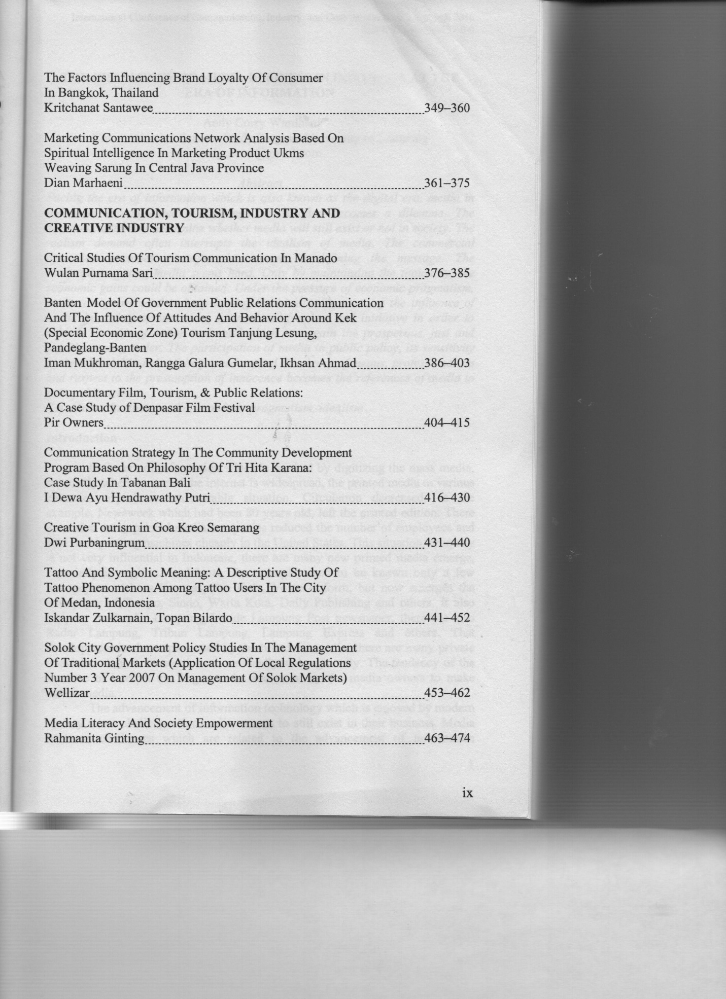 The Factors Influencing Brand Loyalty Of Consumer
In Bangkok, Thailand
Kritchanat Santawee 349–360
Marketing Communications Network Analysis Based On
Spiritual Intelligence In Marketing Product Ukms
Weaving Sarung In Central Java Province
Dian Marhaeni 361–375
COMMUNICATION, TOURISM, INDUSTRY AND
CREATIVE INDUSTRY
Critical Studies Of Tourism Communication In Manado
Wulan Purnama Sari 376–385
Banten Model Of Government Public Relations Communication
And The Influence Of Attitudes And Behavior Around Kek
(Special Economic Zone) Tourism Tanjung Lesung,
Pandeglang-Banten
Iman Mukhroman, Rangga Galura Gumelar, Ikhsan Ahmad 386–403
Documentary Film, Tourism, & Public Relations:
A Case Study of Denpasar Film Festival
Pir Owners 404–415
Communication Strategy In The Community Development
Program Based On Philosophy Of Tri Hita Karana:
Case Study In Tabanan Bali
I Dewa Ayu Hendrawathy Putri 416–430
Creative Tourism in Goa Kreo Semarang
Dwi Purbaningrum 431–440
Tattoo And Symbolic Meaning: A Descriptive Study Of
Tattoo Phenomenon Among Tattoo Users In The City
Of Medan, Indonesia
Iskandar Zulkarnain, Topan Bilardo 441–452
Solok City Government Policy Studies In The Management
Of Traditional Markets (Application Of Local Regulations
Number 3 Year 2007 On Management Of Solok Markets)
Wellizar 453–462
Media Literacy And Society Empowerment
Rahmanita Ginting 463–474
ix